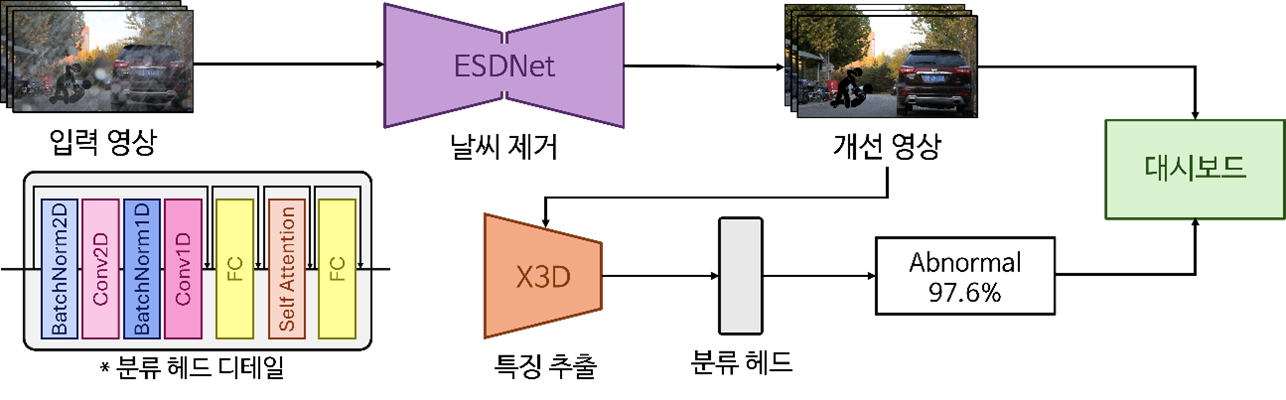 ESDNet
입력 영상
날씨 제거
개선 영상
대시보드
BatchNorm2D
Conv2D
BatchNorm1D
Conv1D
FC
Self Attention
FC
* 분류 헤드 디테일
X3D
특징 추출
분류 헤드
Abnormal
97.6%